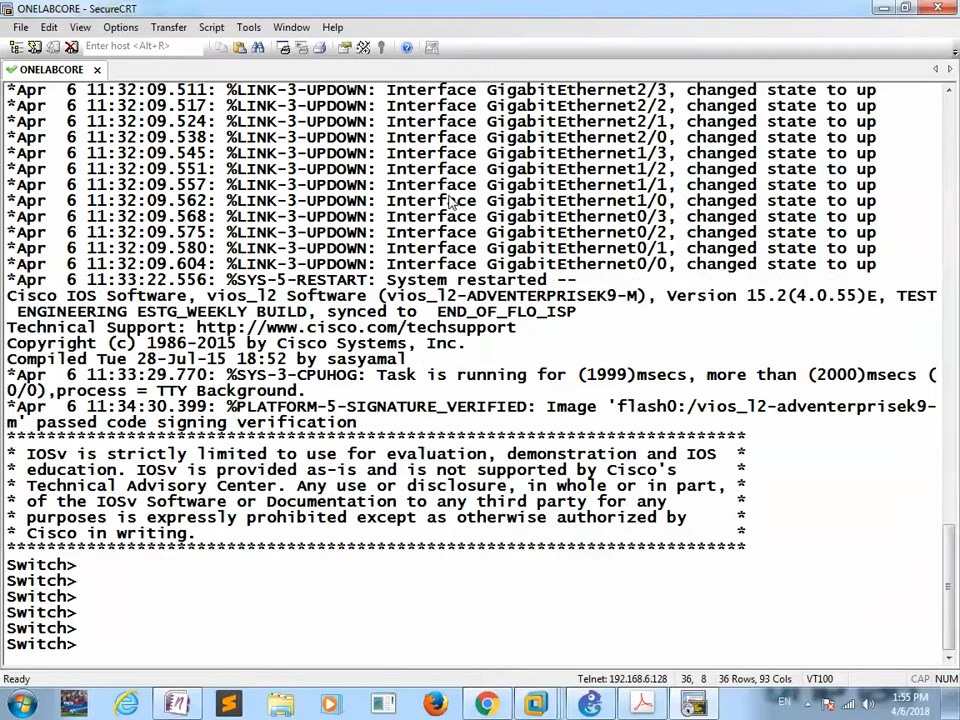 ONELABCORE - SecureCRT
File Edit View Options Transfer Script Tools Window Help
Enter host <Alt+R>
ONELABCORE
*Apr  6 11:32:09.511: %LINK-3-UPDOWN: Interface GigabitEthernet2/3, changed state to up
*Apr  6 11:32:09.517: %LINK-3-UPDOWN: Interface GigabitEthernet2/2, changed state to up
*Apr  6 11:32:09.524: %LINK-3-UPDOWN: Interface GigabitEthernet2/1, changed state to up
*Apr  6 11:32:09.538: %LINK-3-UPDOWN: Interface GigabitEthernet2/0, changed state to up
*Apr  6 11:32:09.545: %LINK-3-UPDOWN: Interface GigabitEthernet1/3, changed state to up
*Apr  6 11:32:09.551: %LINK-3-UPDOWN: Interface GigabitEthernet1/2, changed state to up
*Apr  6 11:32:09.557: %LINK-3-UPDOWN: Interface GigabitEthernet1/1, changed state to up
*Apr  6 11:32:09.562: %LINK-3-UPDOWN: Interface GigabitEthernet1/0, changed state to up
*Apr  6 11:32:09.568: %LINK-3-UPDOWN: Interface GigabitEthernet0/3, changed state to up
*Apr  6 11:32:09.575: %LINK-3-UPDOWN: Interface GigabitEthernet0/2, changed state to up
*Apr  6 11:32:09.580: %LINK-3-UPDOWN: Interface GigabitEthernet0/1, changed state to up
*Apr  6 11:32:09.604: %LINK-3-UPDOWN: Interface GigabitEthernet0/0, changed state to up
*Apr  6 11:33:22.556: %SYS-5-RESTART: System restarted --
Cisco IOS Software, vios_l2 Software (vios_l2-ADVENTERPRISEK9-M), Version 15.2(4.0.55)E, TEST
 ENGINEERING ESTG_WEEKLY BUILD, synced to  END_OF_FLO_ISP
Technical Support: http://www.cisco.com/techsupport
Copyright (c) 1986-2015 by Cisco Systems, Inc.
Compiled Tue 28-Jul-15 18:52 by sasyamal
*Apr  6 11:33:29.770: %SYS-3-CPUHOG: Task is running for (1999)msecs, more than (2000)msecs (
0/0),process = TTY Background.
*Apr  6 11:34:30.399: %PLATFORM-5-SIGNATURE_VERIFIED: Image 'flash0:/vios_l2-adventerprisek9-
m' passed code signing verification
**************************************************************************
* IOSv is strictly limited to use for evaluation, demonstration and IOS  *
* education. IOSv is provided as-is and is not supported by Cisco's      *
* Technical Advisory Center. Any use or disclosure, in whole or in part, *
* of the IOSv Software or Documentation to any third party for any       *
* purposes is expressly prohibited except as otherwise authorized by     *
* Cisco in writing.                                                      *
**************************************************************************
Switch>
Switch>
Switch>
Switch>
Switch>
Switch>
Ready Telnet: 192.168.6.128 36, 8 36 Rows, 93 Cols VT100 CAP NUM
EN 1:55 PM
4/6/2018